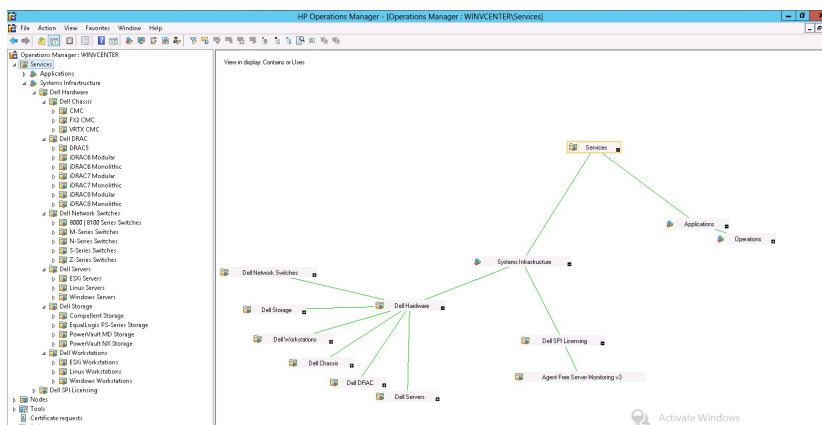 HP Operations Manager - [Operations Manager : WINVCENTER\Services]
File Action View Favorites Window Help
Operations Manager : WINVCENTER
Services
Applications
Systems Infrastructure
Dell Hardware
Dell Chassis
CMC
FX2 CMC
VRTX CMC
Dell DRAC
DRAC5
iDRAC6 Modular
iDRAC6 Monolithic
iDRAC7 Modular
iDRAC7 Monolithic
iDRAC8 Modular
iDRAC8 Monolithic
Dell Network Switches
8000 | 8100 Series Switches
M-Series Switches
N-Series Switches
S-Series Switches
Z-Series Switches
Dell Servers
ESXi Servers
Linux Servers
Windows Servers
Dell Storage
Compellent Storage
EqualLogic PS-Series Storage
PowerVault MD Storage
PowerVault NX Storage
Dell Workstations
ESXi Workstations
Linux Workstations
Windows Workstations
Dell SPI Licensing
Nodes
Tools
Certificate requests
View in display: Contains or Uses
Services
Applications
Operations
Systems Infrastructure
Dell Network Switches
Dell Hardware
Dell Storage
Dell Workstations
Dell SPI Licensing
Dell Chassis
Agent Free Server Monitoring v3
Dell DRAC
Dell Servers
Activate Windows